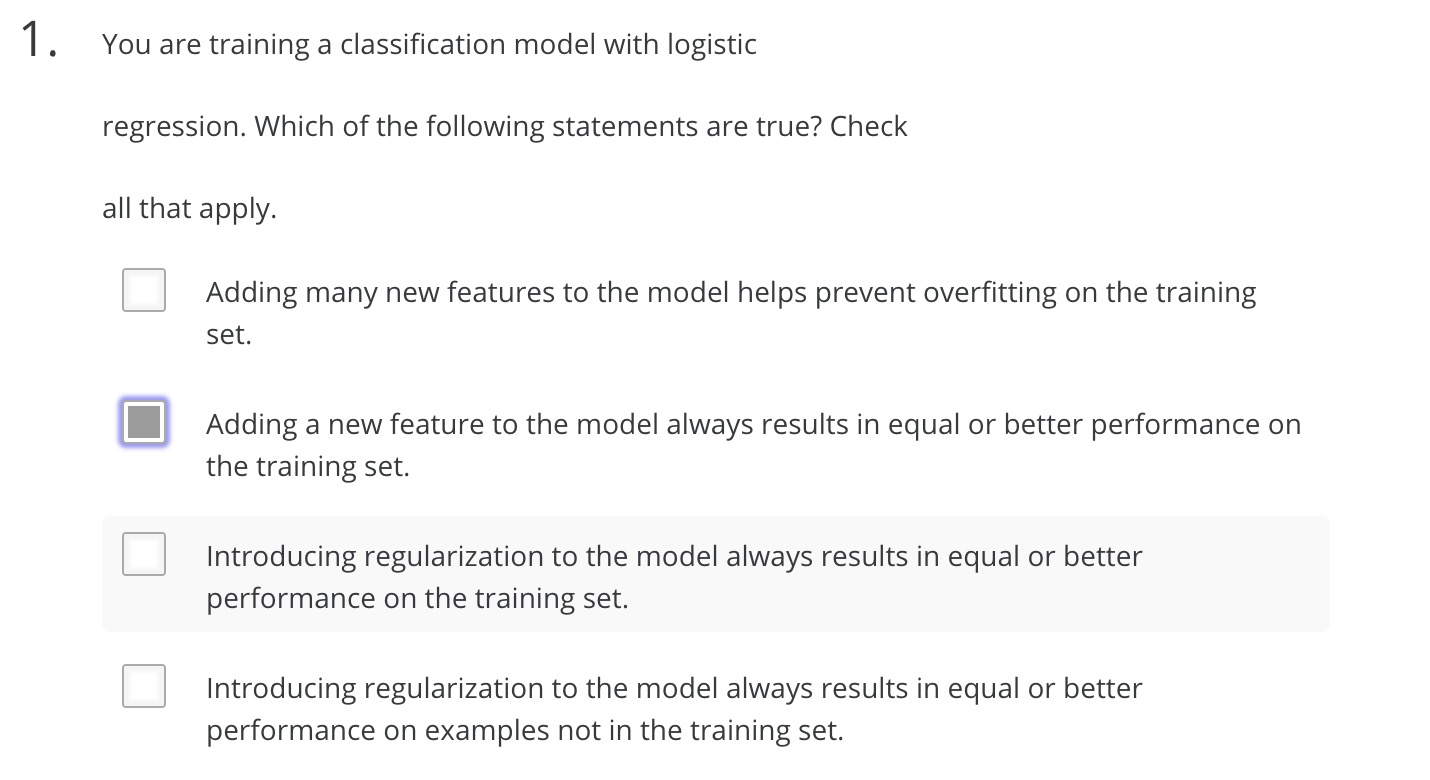 1. You are training a classification model with logistic
regression. Which of the following statements are true? Check
all that apply.
Adding many new features to the model helps prevent overfitting on the training
set.
Adding a new feature to the model always results in equal or better performance on
the training set.
Introducing regularization to the model always results in equal or better
performance on the training set.
Introducing regularization to the model always results in equal or better
performance on examples not in the training set.